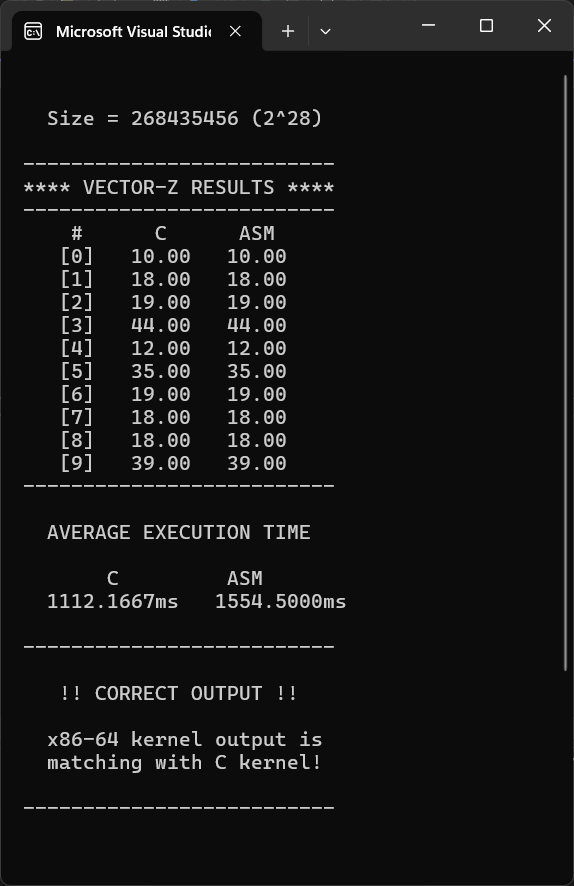 Microsoft Visual Studi
Size = 268435456 (2^28)
--------------------------
**** VECTOR-Z RESULTS ****
--------------------------
# C ASM
[0] 10.00 10.00
[1] 18.00 18.00
[2] 19.00 19.00
[3] 44.00 44.00
[4] 12.00 12.00
[5] 35.00 35.00
[6] 19.00 19.00
[7] 18.00 18.00
[8] 18.00 18.00
[9] 39.00 39.00
--------------------------
AVERAGE EXECUTION TIME
C ASM
1112.1667ms 1554.5000ms
--------------------------
!! CORRECT OUTPUT !!
x86-64 kernel output is
matching with C kernel!
--------------------------